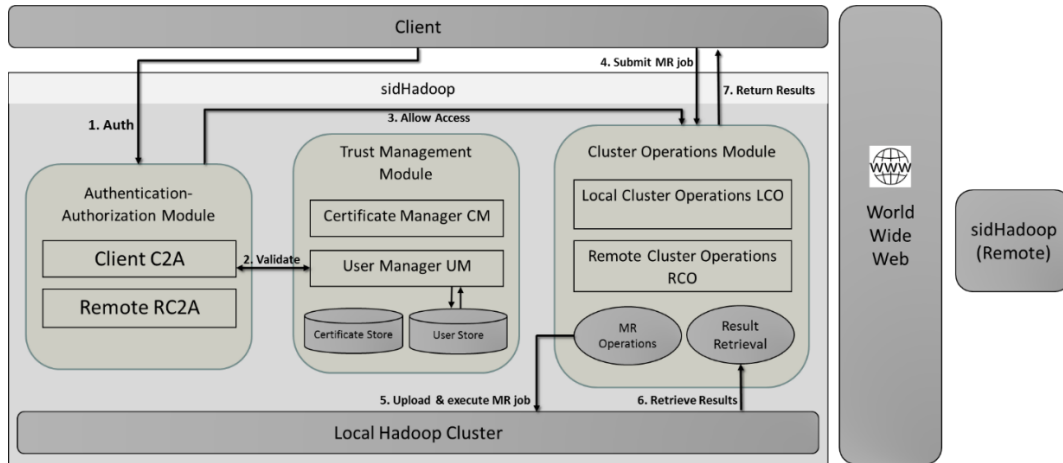 Client
4. Submit MR job
sidHadoop
7. Return Results
1. Auth
3. Allow Access
Authentication-
Authorization Module
Client C2A
Remote RC2A
2. Validate
Trust Management
Module
Certificate Manager CM
User Manager UM
Certificate Store
User Store
Cluster Operations Module
Local Cluster Operations LCO
Remote Cluster Operations
RCO
MR
Operations
Result
Retrieval
5. Upload & execute MR job
6. Retrieve Results
Local Hadoop Cluster
WWW
World
Wide
Web
sidHadoop
(Remote)